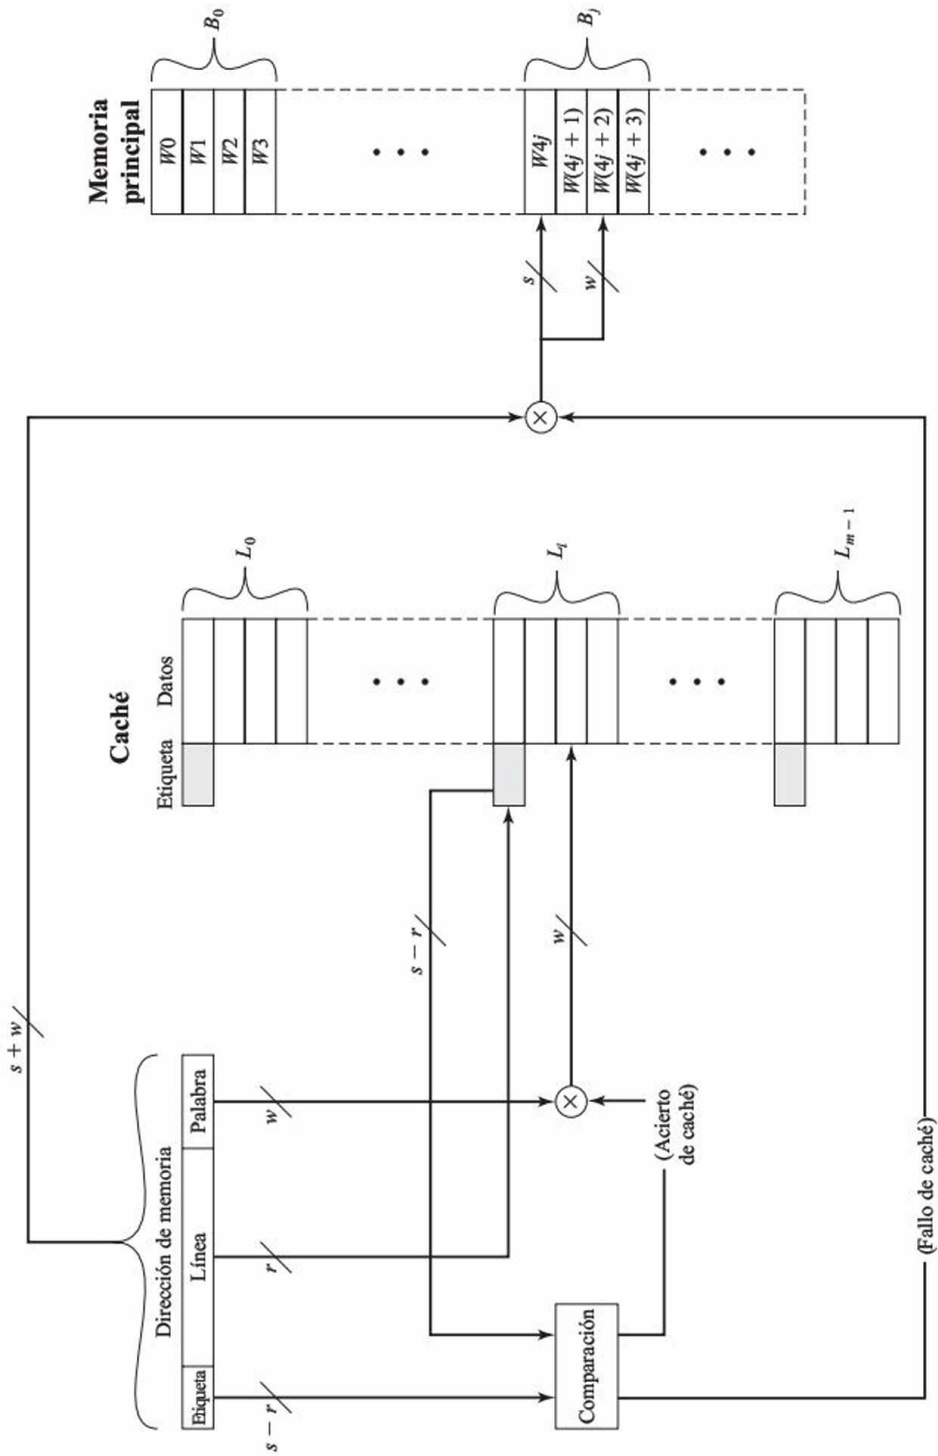 s + w
Dirección de memoria
Etiqueta
Línea
Palabra
s − r
r
w
Comparación
(Acierto
de caché)
(Fallo de caché)
s − r
w
Caché
Etiqueta
Datos
L0
Li
Lm − 1
s
w
Memoria
principal
W0
W1
W2
W3
B0
W4j
W(4j + 1)
W(4j + 2)
W(4j + 3)
Bj